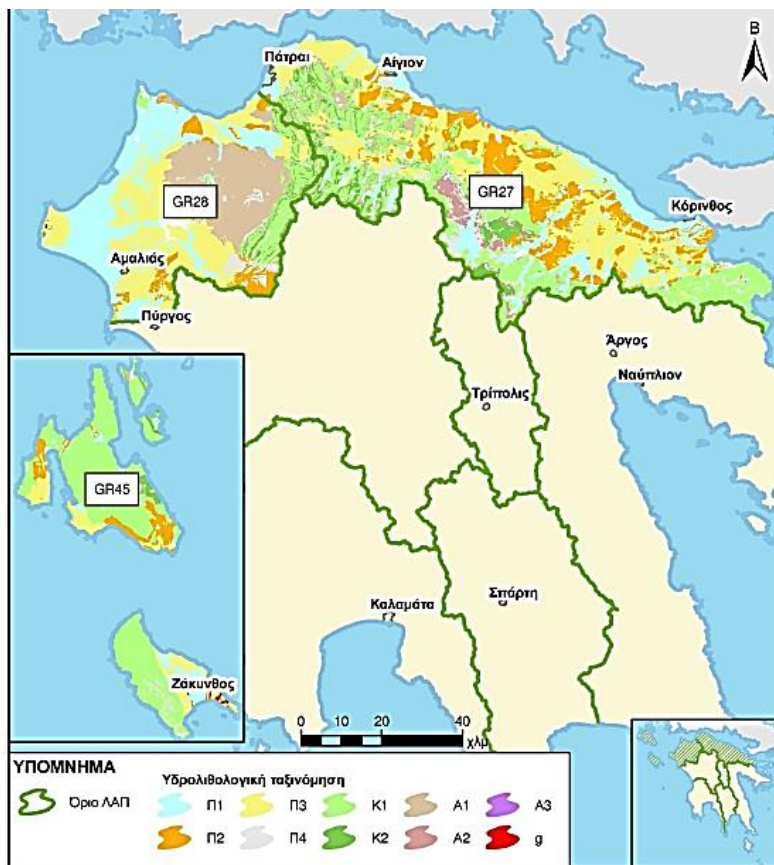 B
Πάτραι
Αίγιον
GR28
GR27
Κόρινθος
Αμαλιάς
Πύργος
Άργος
Ναύπλιον
Τρίπολις
GR45
Σπάρτη
Καλαμάτα
Ζάκυνθος
0 10 20 40
χλμ
ΥΠΟΜΝΗΜΑ
Υδρολιθολογική ταξινόμηση
Όριο ΛΑΠ
Π1 Π3 Κ1 Α1 Α3
Π2 Π4 Κ2 Α2 g